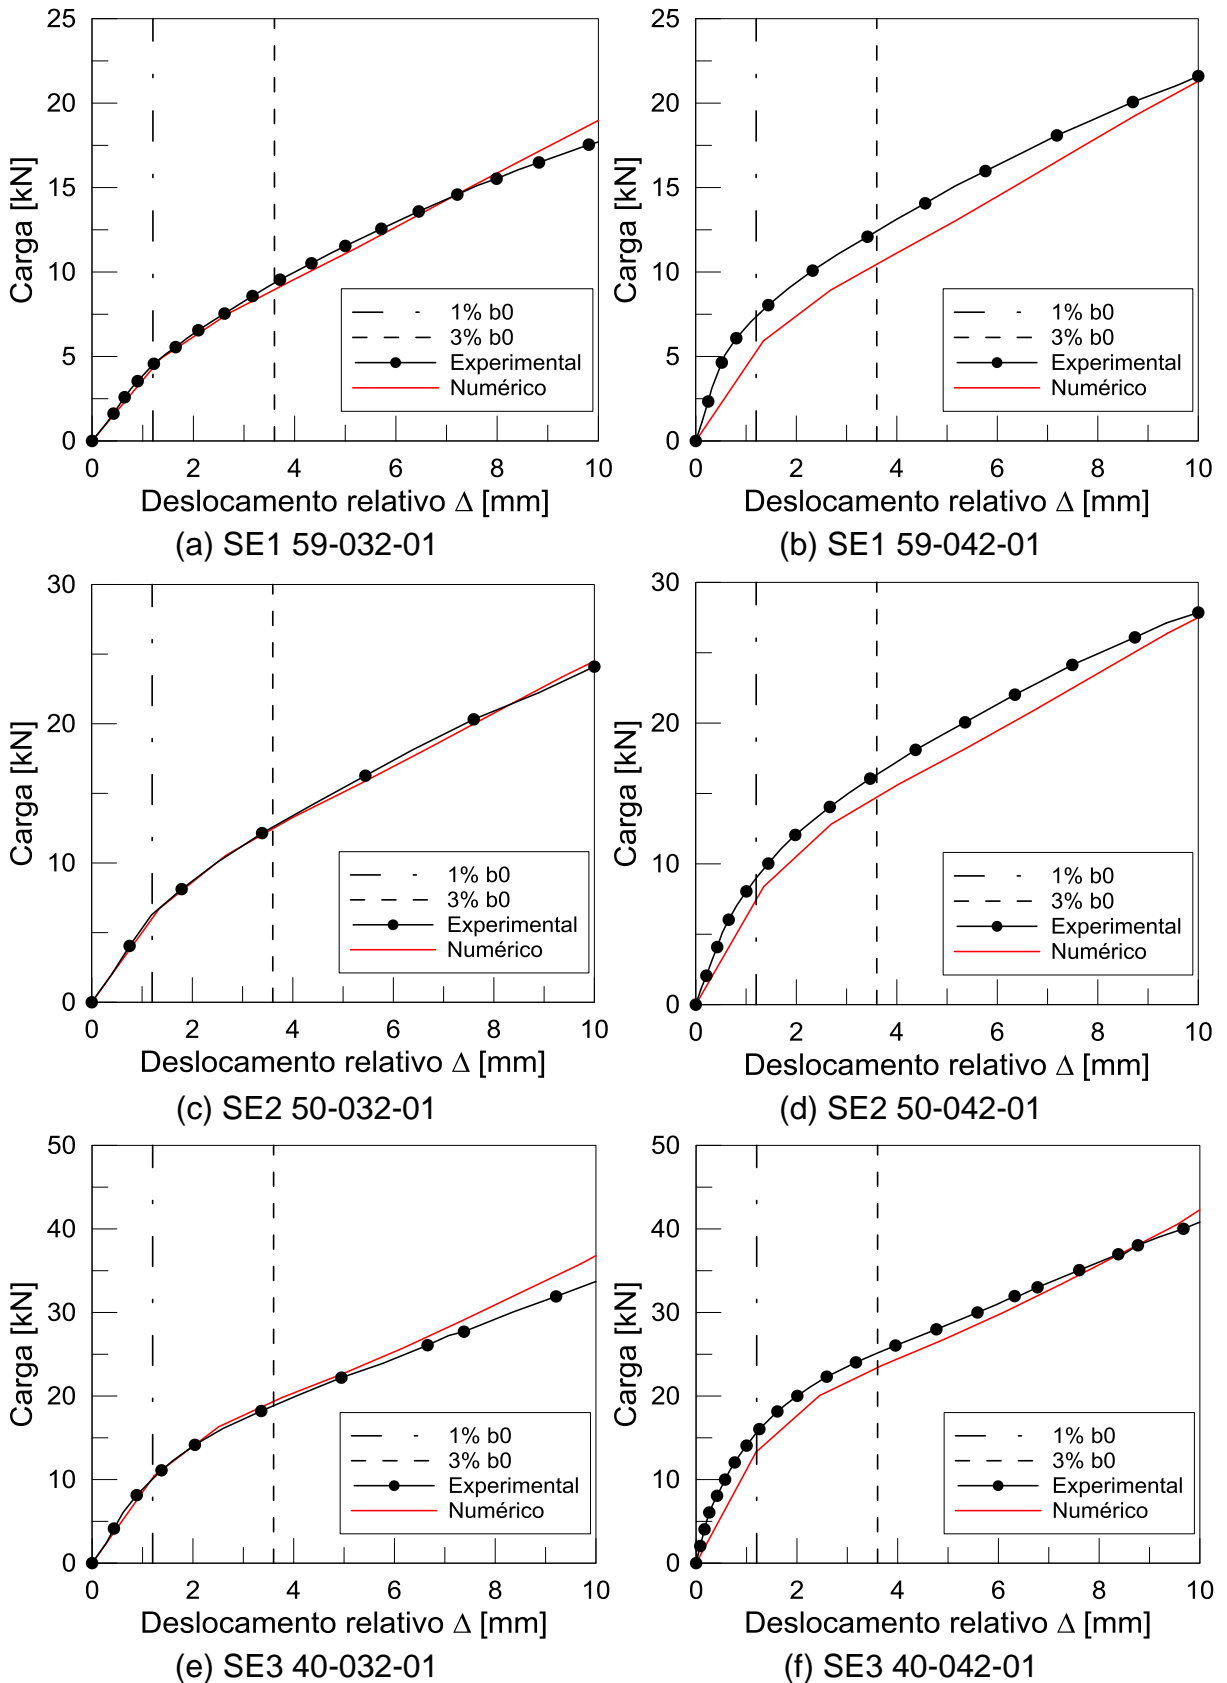 25
20
15
10
5
0
Carga [kN]
1% b0
3% b0
Experimental
Numérico
0 2 4 6 8 10
Deslocamento relativo Δ [mm]
(a) SE1 59-032-01
25
20
15
10
5
0
Carga [kN]
1% b0
3% b0
Experimental
Numérico
0 2 4 6 8 10
Deslocamento relativo Δ [mm]
(b) SE1 59-042-01
30
20
10
0
Carga [kN]
1% b0
3% b0
Experimental
Numérico
0 2 4 6 8 10
Deslocamento relativo Δ [mm]
(c) SE2 50-032-01
30
20
10
0
Carga [kN]
1% b0
3% b0
Experimental
Numérico
0 2 4 6 8 10
Deslocamento relativo Δ [mm]
(d) SE2 50-042-01
50
40
30
20
10
0
Carga [kN]
1% b0
3% b0
Experimental
Numérico
0 2 4 6 8 10
Deslocamento relativo Δ [mm]
(e) SE3 40-032-01
50
40
30
20
10
0
Carga [kN]
1% b0
3% b0
Experimental
Numérico
0 2 4 6 8 10
Deslocamento relativo Δ [mm]
(f) SE3 40-042-01